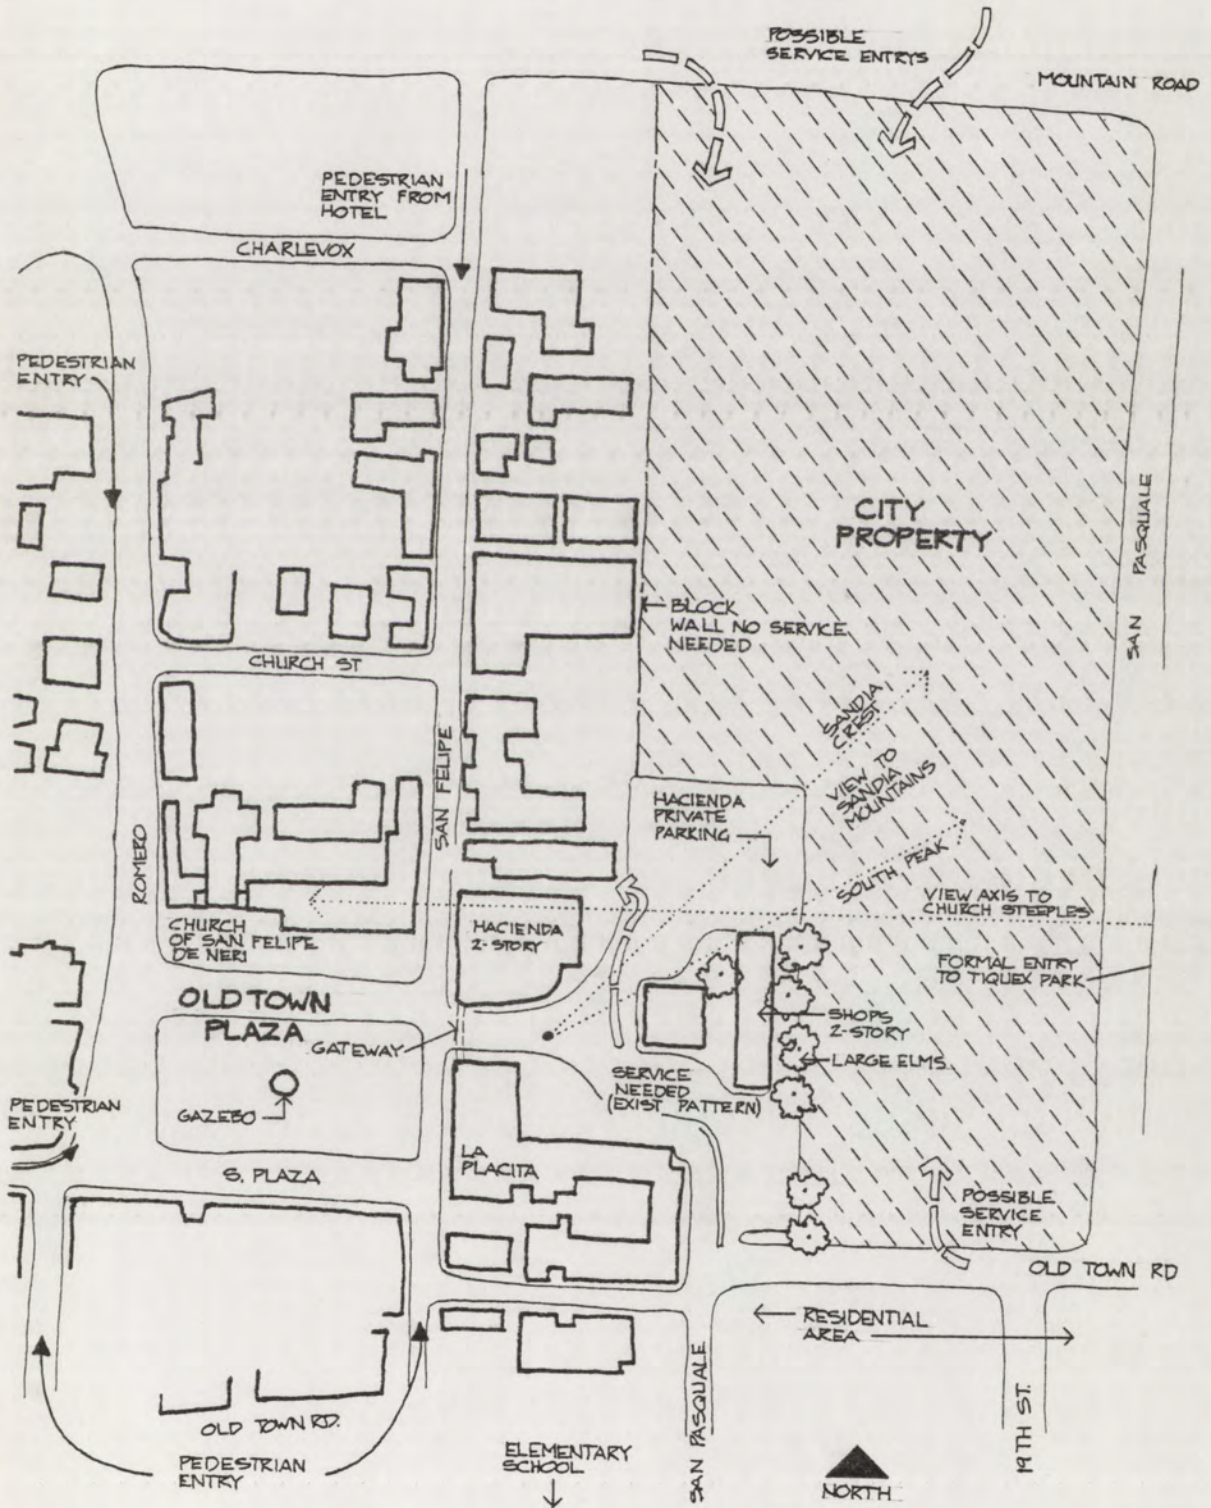 POSSIBLE
SERVICE ENTRYS
MOUNTAIN ROAD
PEDESTRIAN
ENTRY FROM
HOTEL
CHARLEVOX
PEDESTRIAN
ENTRY
CITY
PROPERTY
SAN PASQUALE
BLOCK
WALL NO SERVICE
NEEDED
CHURCH ST
SANDIA
CREST
VIEW TO
SANDIA
MOUNTAINS
SAN FELIPE
HACIENDA
PRIVATE
PARKING
SOUTH PEAK
ROMERO
VIEW AXIS TO
CHURCH STEEPLES
CHURCH
OF SAN FELIPE
DE NERI
HACIENDA
2-STORY
FORMAL ENTRY
TO TIQUEX PARK
OLD TOWN
PLAZA
GATEWAY
SHOPS
2-STORY
LARGE ELMS
SERVICE
NEEDED
(EXIST PATTERN)
PEDESTRIAN
ENTRY
GAZEBO
LA
PLACITA
S. PLAZA
POSSIBLE
SERVICE
ENTRY
OLD TOWN RD
RESIDENTIAL
AREA
OLD TOWN RD.
SAN PASQUALE
19TH ST.
PEDESTRIAN
ENTRY
ELEMENTARY
SCHOOL
NORTH